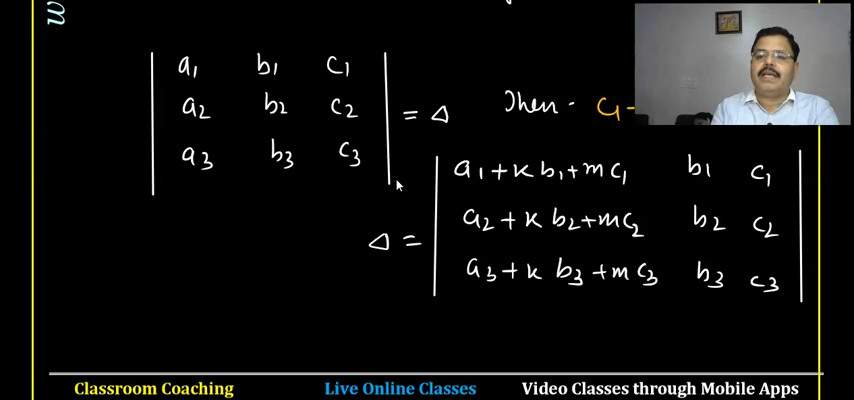 a₁ b₁ c₁
a₂ b₂ c₂ = Δ Then -
a₃ b₃ c₃
a₁ + k b₁ + m c₁ b₁ c₁
Δ = a₂ + k b₂ + m c₂ b₂ c₂
a₃ + k b₃ + m c₃ b₃ c₃
Classroom Coaching Live Online Classes Video Classes through Mobile Apps